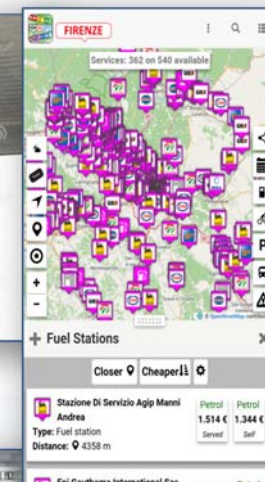 FIRENZE
Services: 362 on 540 available
+
−
P
© OpenStreetMap
+ Fuel Stations
Closer Cheaper
Stazione Di Servizio Agip Manni
Andrea
Type: Fuel station
Distance: 4358 m
Petrol Petrol
1.514 € 1.344 €
Served Self